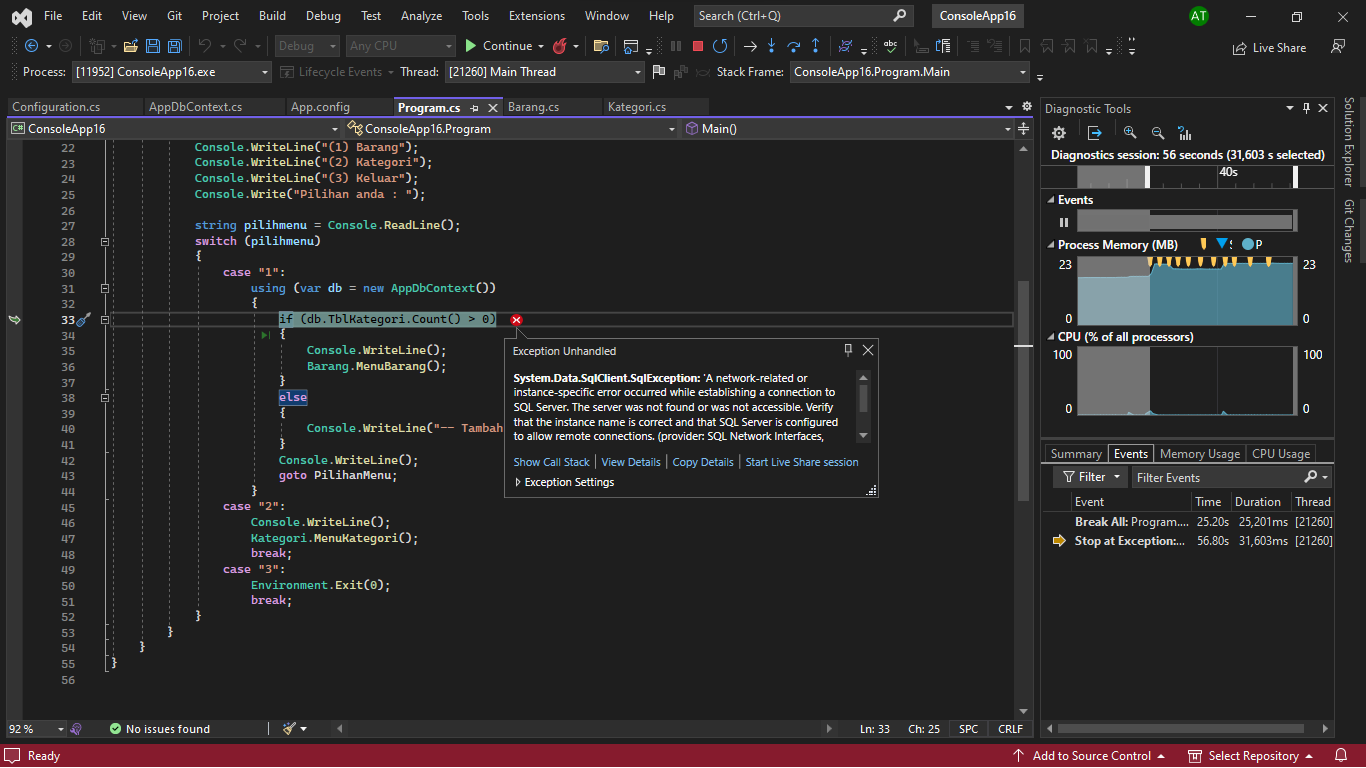 File Edit View Git Project Build Debug Test Analyze Tools Extensions Window Help Search (Ctrl+Q) ConsoleApp16 AT
Debug Any CPU Continue Live Share
Process: [11952] ConsoleApp16.exe Lifecycle Events Thread: [21260] Main Thread Stack Frame: ConsoleApp16.Program.Main
Configuration.cs AppDbContext.cs App.config Program.cs Barang.cs Kategori.cs
C# ConsoleApp16 ConsoleApp16.Program Main()
22 Console.WriteLine("(1) Barang");
23 Console.WriteLine("(2) Kategori");
24 Console.WriteLine("(3) Keluar");
25 Console.Write("Pilihan anda : ");
26
27 string pilihmenu = Console.ReadLine();
28 switch (pilihmenu)
29 {
30 case "1":
31 using (var db = new AppDbContext())
32 {
33 if (db.TblKategori.Count() > 0)
34 {
35 Console.WriteLine();
36 Barang.MenuBarang();
37 }
38 else
39 {
40 Console.WriteLine("-- Tambah
41 }
42 Console.WriteLine();
43 goto PilihanMenu;
44 }
45 case "2":
46 Console.WriteLine();
47 Kategori.MenuKategori();
48 break;
49 case "3":
50 Environment.Exit(0);
51 break;
52 }
53 }
54 }
55 }
56
Exception Unhandled
System.Data.SqlClient.SqlException: 'A network-related or
instance-specific error occurred while establishing a connection to
SQL Server. The server was not found or was not accessible. Verify
that the instance name is correct and that SQL Server is configured
to allow remote connections. (provider: SQL Network Interfaces,
Show Call Stack View Details Copy Details Start Live Share session
Exception Settings
92 % No issues found Ln: 33 Ch: 25 SPC CRLF
Diagnostic Tools
Diagnostics session: 56 seconds (31,603 s selected)
40s
Events
Process Memory (MB) P
23 23
0 0
CPU (% of all processors)
100 100
0 0
Summary Events Memory Usage CPU Usage
Filter Filter Events
Event Time Duration Thread
Break All: Program.... 25.20s 25,201ms [21260]
Stop at Exception:... 56.80s 31,603ms [21260]
Solution Explorer
Git Changes
Ready Add to Source Control Select Repository